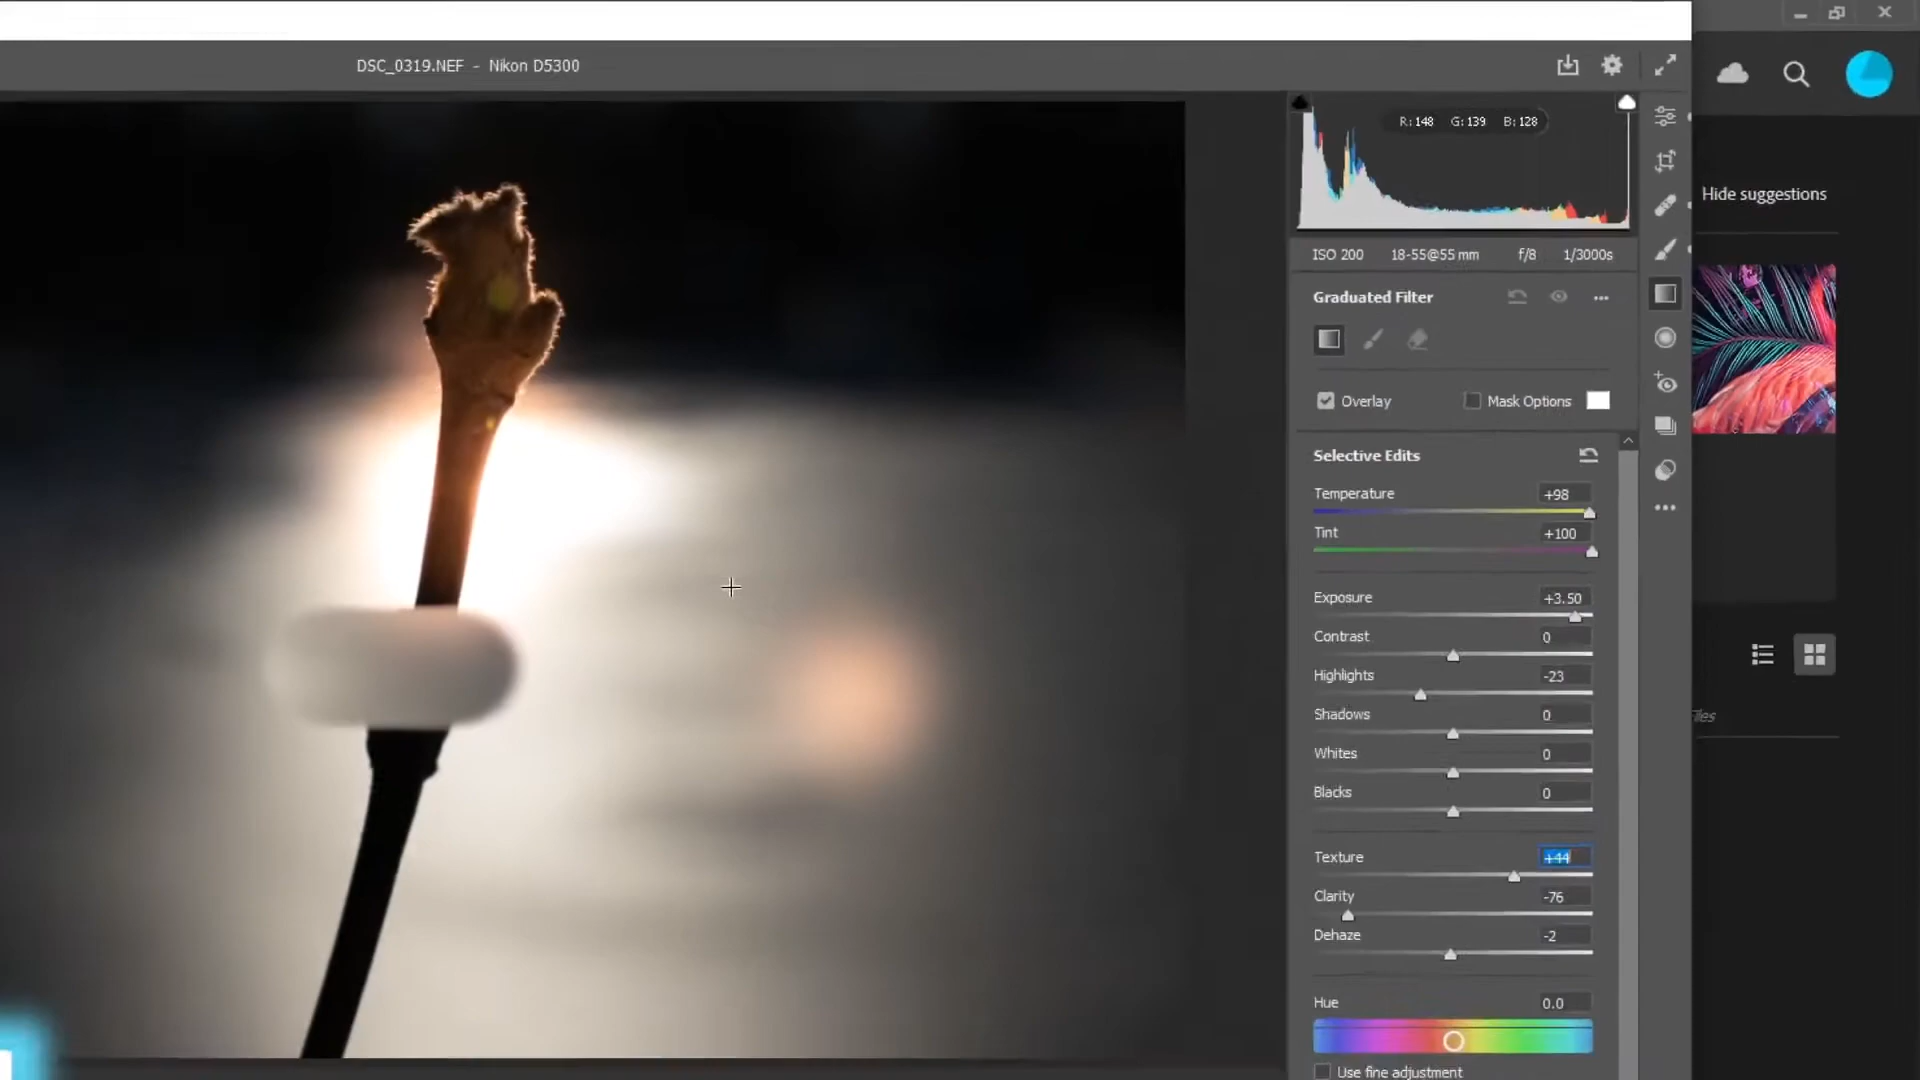 DSC_0319.NEF - Nikon D5300
R: 148 G: 139 B: 128
Hide suggestions
ISO 200 18-55@55 mm f/8 1/3000s
Graduated Filter
Overlay Mask Options
Selective Edits
Temperature +98
Tint +100
Exposure +3.50
Contrast 0
Highlights -23
Shadows 0
Files
Whites 0
Blacks 0
Texture +44
Clarity -76
Dehaze -2
Hue 0.0
Use fine adjustment